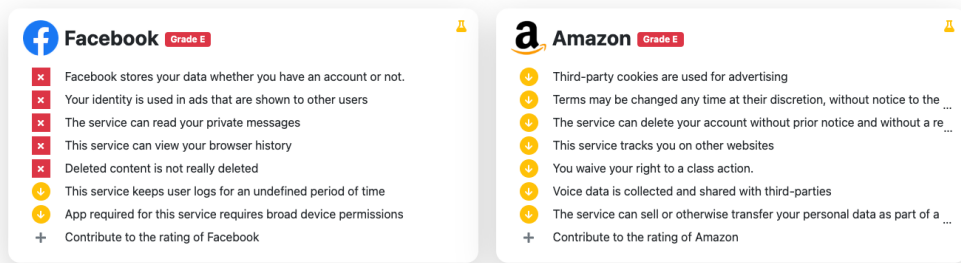 Facebook Grade E
Facebook stores your data whether you have an account or not.
Your identity is used in ads that are shown to other users
The service can read your private messages
This service can view your browser history
Deleted content is not really deleted
This service keeps user logs for an undefined period of time
App required for this service requires broad device permissions
Contribute to the rating of Facebook
Amazon Grade E
Third-party cookies are used for advertising
Terms may be changed any time at their discretion, without notice to the ...
The service can delete your account without prior notice and without a re...
This service tracks you on other websites
You waive your right to a class action.
Voice data is collected and shared with third-parties
The service can sell or otherwise transfer your personal data as part of a ...
Contribute to the rating of Amazon